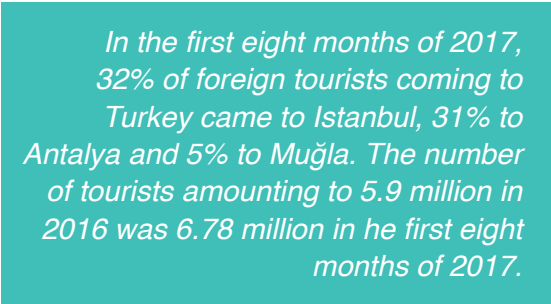 In the first eight months of 2017,
32% of foreign tourists coming to
Turkey came to Istanbul, 31% to
Antalya and 5% to Muğla. The number
of tourists amounting to 5.9 million in
2016 was 6.78 million in he first eight
months of 2017.